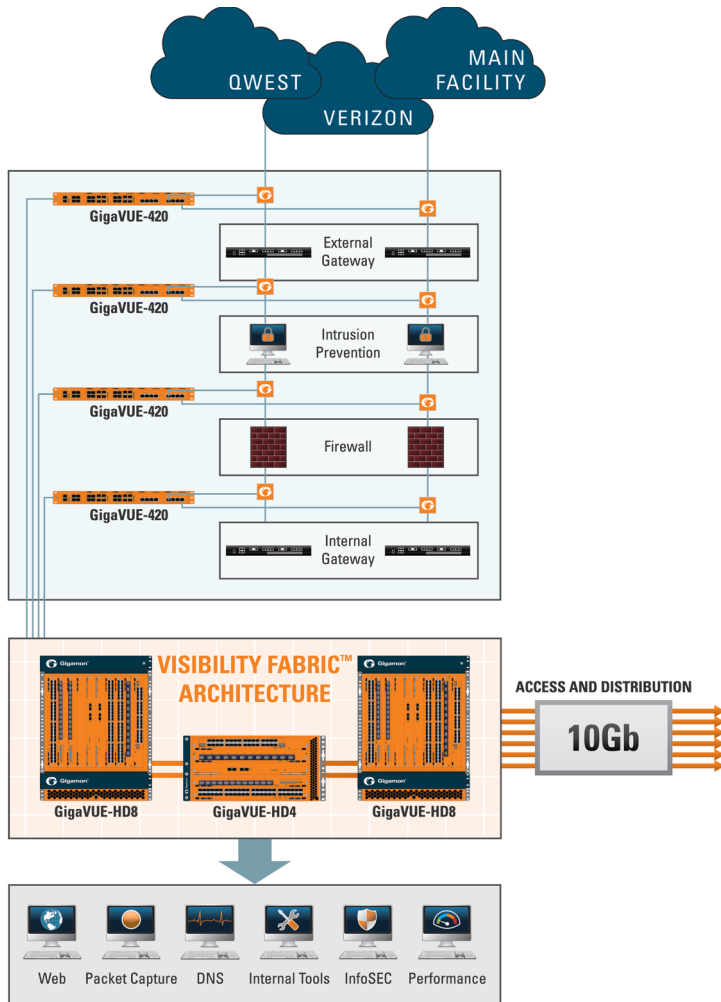 QWEST
MAIN
FACILITY
VERIZON
GigaVUE-420
External
Gateway
GigaVUE-420
Intrusion
Prevention
GigaVUE-420
Firewall
GigaVUE-420
Internal
Gateway
Gigamon®
VISIBILITY FABRIC™
ARCHITECTURE
Gigamon®
ACCESS AND DISTRIBUTION
10Gb
Gigamon®
Gigamon®
GigaVUE-HD8
GigaVUE-HD4
GigaVUE-HD8
Web
Packet Capture
DNS
Internal Tools
InfoSEC
Performance